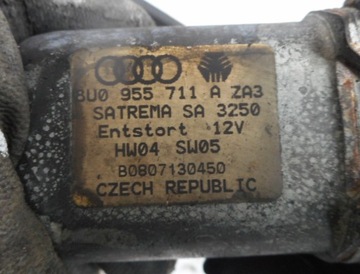 8U0 955 711 A ZA3
SATREMA SA 3250
Entstort 12V
HW04 SW05
B0807130450
CZECH REPUBLIC